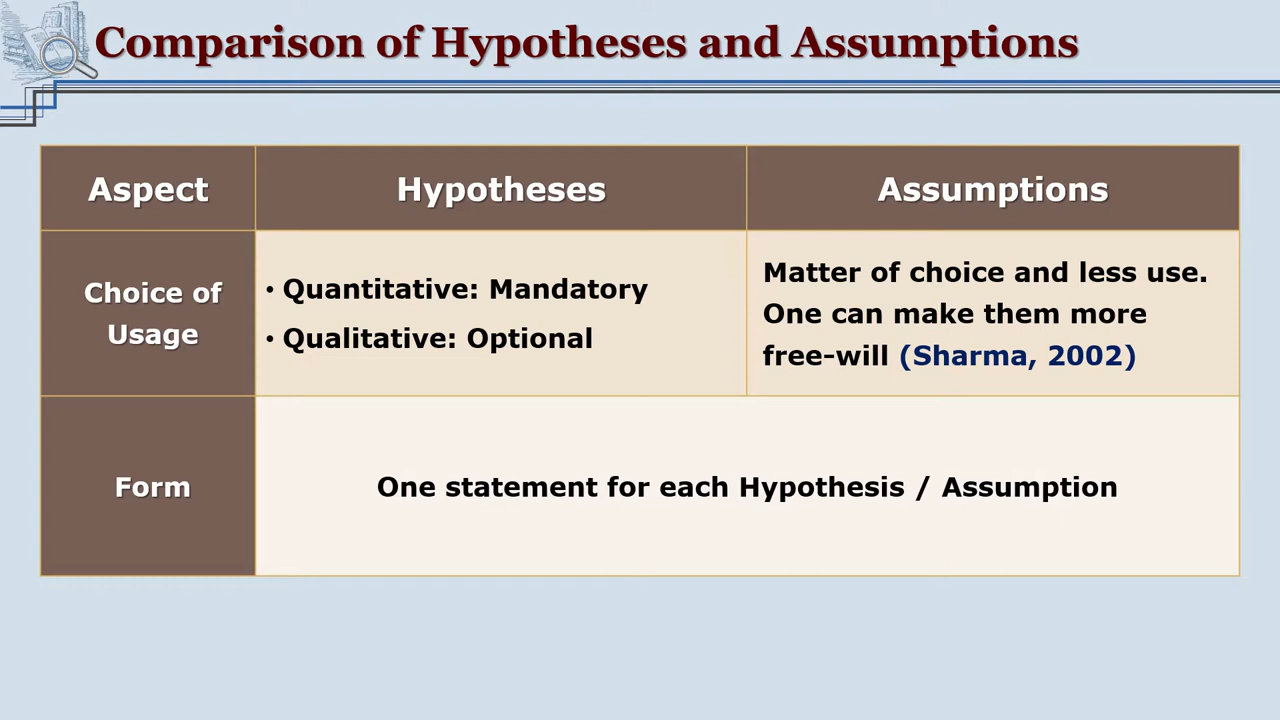 Comparison of Hypotheses and Assumptions
Aspect
Hypotheses
Assumptions
Choice of
Usage
• Quantitative: Mandatory
• Qualitative: Optional
Matter of choice and less use.
One can make them more
free-will (Sharma, 2002)
Form
One statement for each Hypothesis / Assumption